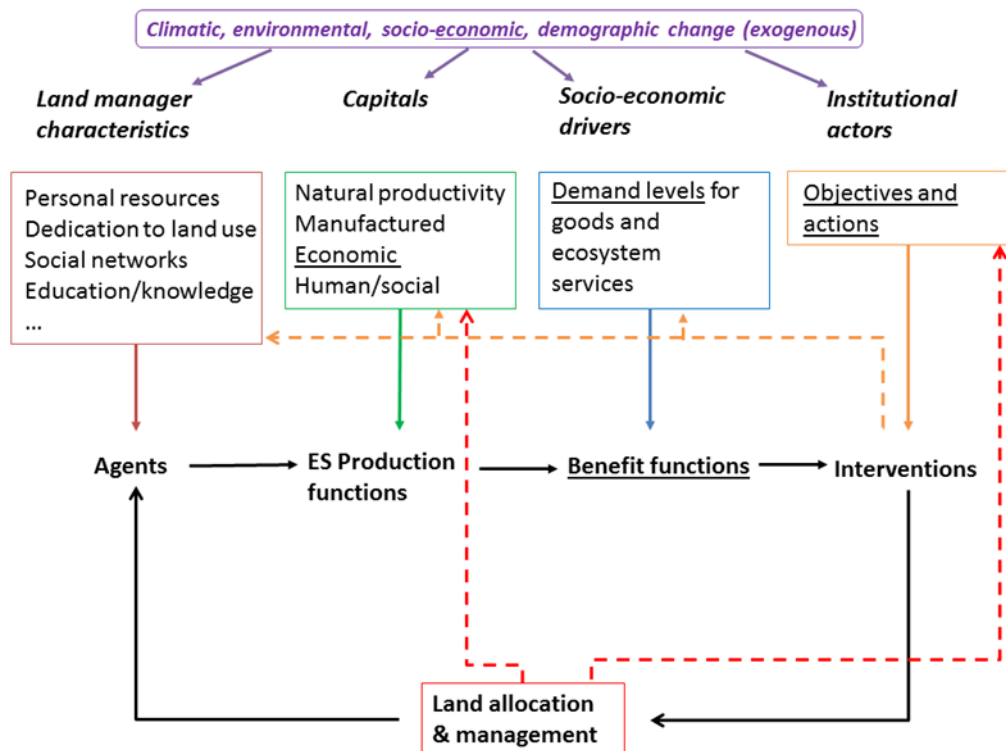 Climatic, environmental, socio-economic, demographic change (exogenous)
Land manager
characteristics
Capitals
Socio-economic
drivers
Institutional
actors
Personal resources
Dedication to land use
Social networks
Education/knowledge
...
Natural productivity
Manufactured
Economic
Human/social
Demand levels for
goods and
ecosystem
services
Objectives and
actions
Agents
ES Production
functions
Benefit functions
Interventions
Land allocation
& management